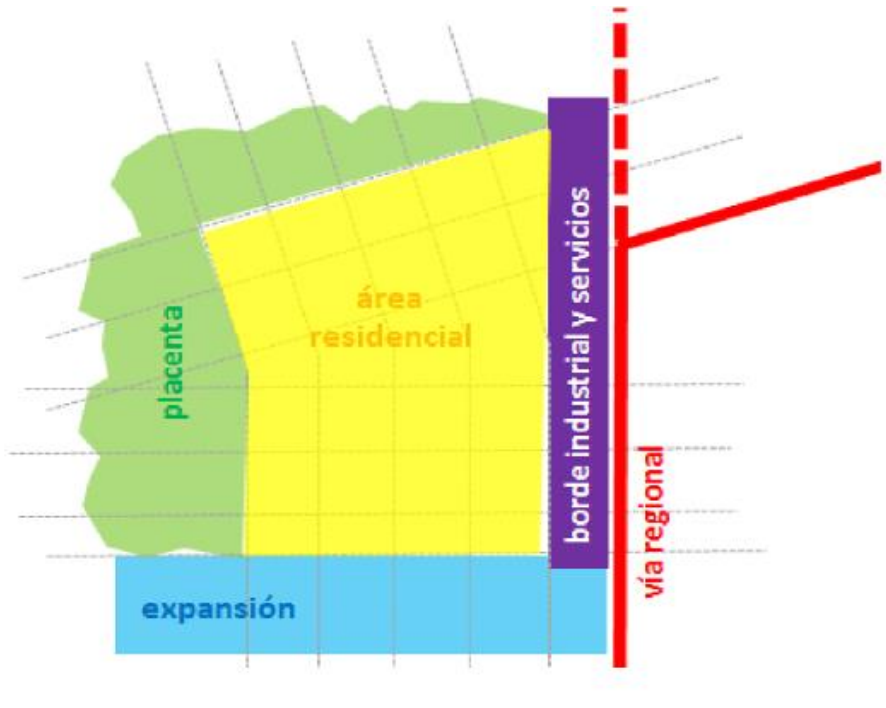 área
residencial
placenta
borde industrial y servicios
vía regional
expansión